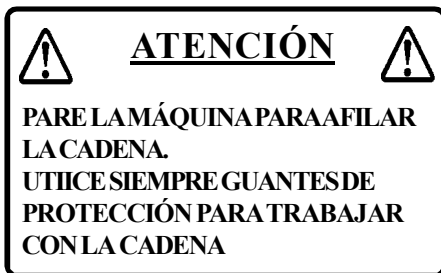 ATENCIÓN
PARE LA MÁQUINA PARA AFILAR
LA CADENA.
UTIICE SIEMPRE GUANTES DE
PROTECCIÓN PARA TRABAJAR
CON LA CADENA